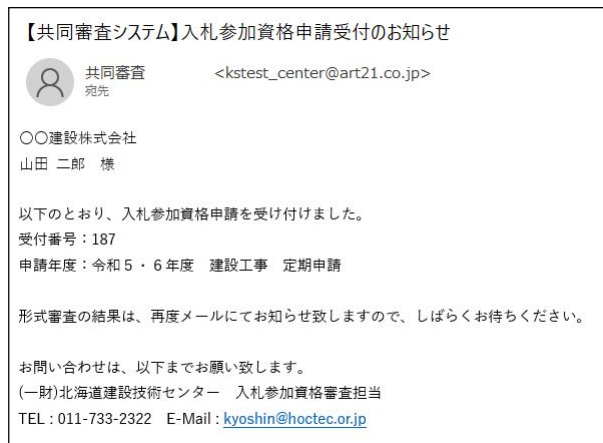 【共同審査システム】入札参加資格申請受付のお知らせ
共同審査 <kstest_center@art21.co.jp>
宛先
〇〇建設株式会社
山田 二郎 様
以下のとおり、入札参加資格申請を受け付けました。
受付番号：187
申請年度：令和５・６年度 建設工事 定期申請
形式審査の結果は、再度メールにてお知らせ致しますので、しばらくお待ちください。
お問い合わせは、以下までお願い致します。
(一財)北海道建設技術センター 入札参加資格審査担当
TEL : 011-733-2322 E-Mail : kyoshin@hoctec.or.jp